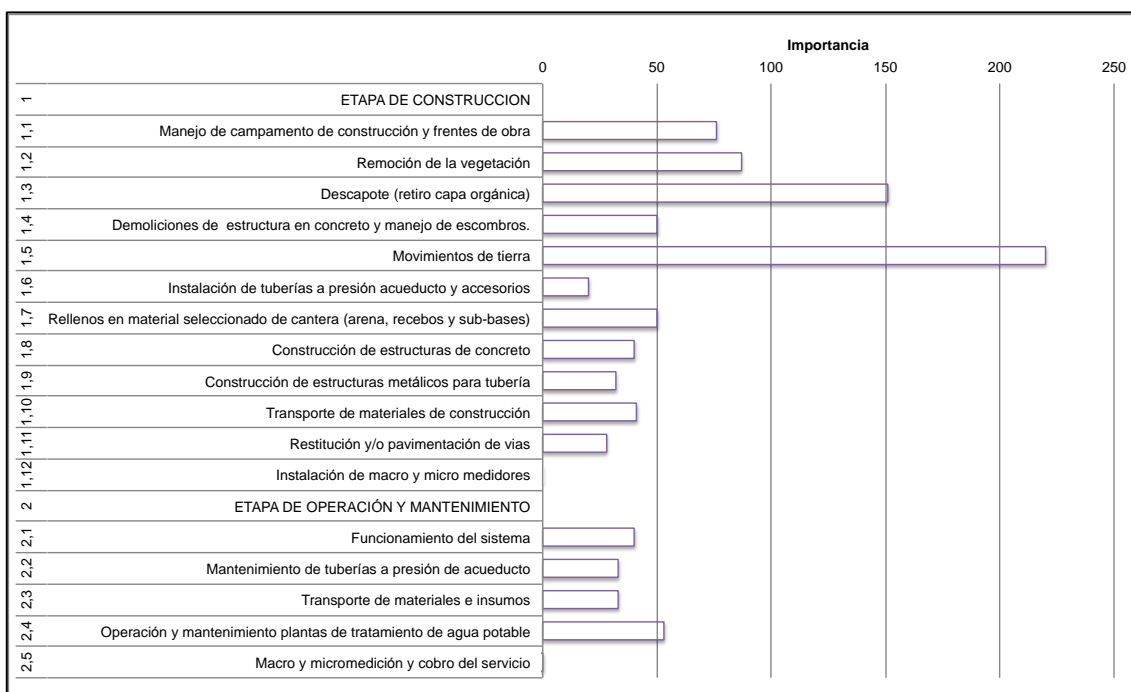 Importancia
0 50 100 150 200 250
1 ETAPA DE CONSTRUCCION
1,1 Manejo de campamento de construcción y frentes de obra
1,2 Remoción de la vegetación
1,3 Descapote (retiro capa orgánica)
1,4 Demoliciones de estructura en concreto y manejo de escombros.
1,5 Movimientos de tierra
1,6 Instalación de tuberías a presión acueducto y accesorios
1,7 Rellenos en material seleccionado de cantera (arena, recebos y sub-bases)
1,8 Construcción de estructuras de concreto
1,9 Construcción de estructuras metálicos para tubería
1,10 Transporte de materiales de construcción
1,11 Restitución y/o pavimentación de vias
1,12 Instalación de macro y micro medidores
2 ETAPA DE OPERACIÓN Y MANTENIMIENTO
2,1 Funcionamiento del sistema
2,2 Mantenimiento de tuberías a presión de acueducto
2,3 Transporte de materiales e insumos
2,4 Operación y mantenimiento plantas de tratamiento de agua potable
2,5 Macro y micromedición y cobro del servicio